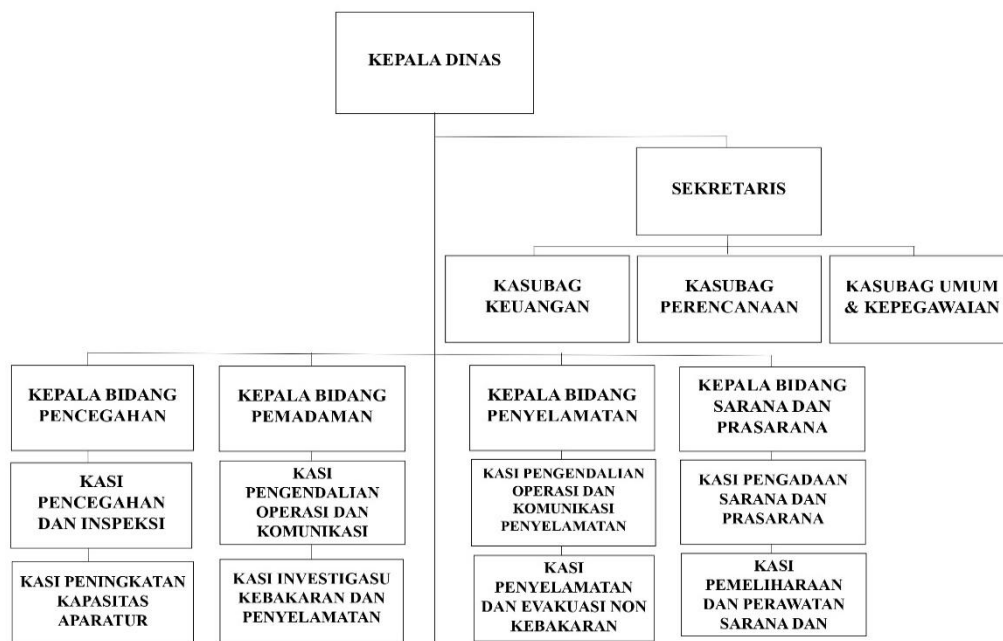 KEPALA DINAS
SEKRETARIS
KASUBAG
KEUANGAN
KASUBAG
PERENCANAAN
KASUBAG UMUM
& KEPEGAWAIAN
KEPALA BIDANG
PENCEGAHAN
KEPALA BIDANG
PEMADAMAN
KEPALA BIDANG
PENYELAMATAN
KEPALA BIDANG
SARANA DAN
PRASARANA
KASI
PENCEGAHAN
DAN INSPEKSI
KASI
PENGENDALIAN
OPERASI DAN
KOMUNIKASI
KASI PENGENDALIAN
OPERASI DAN
KOMUNIKASI
PENYELAMATAN
KASI PENGADAAN
SARANA DAN
PRASARANA
KASI PENINGKATAN
KAPASITAS
APARATUR
KASI INVESTIGASU
KEBAKARAN DAN
PENYELAMATAN
KASI
PENYELAMATAN
DAN EVAKUASI NON
KEBAKARAN
KASI
PEMELIHARAAN
DAN PERAWATAN
SARANA DAN